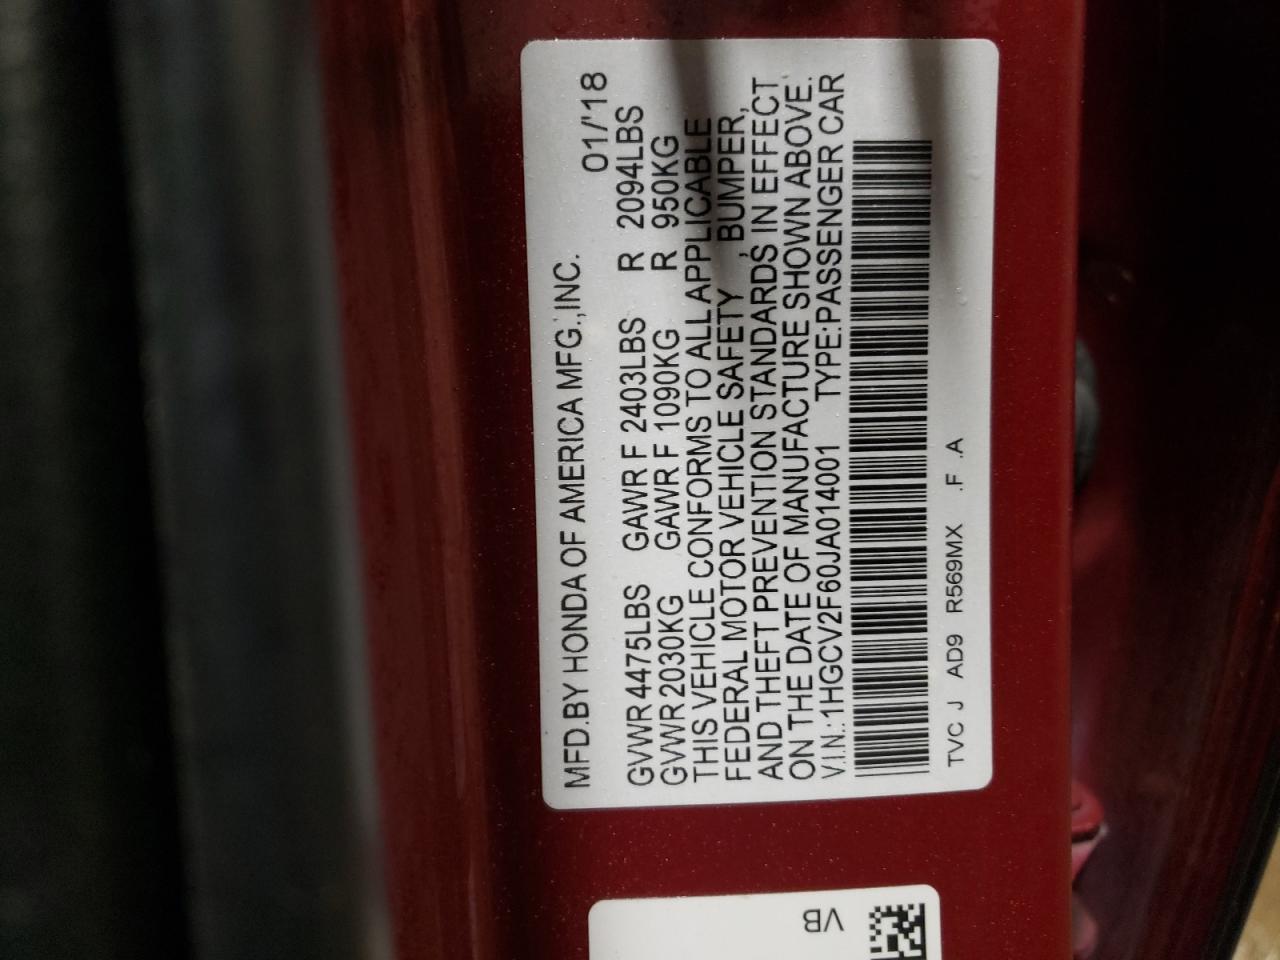 MFD.BY HONDA OF AMERICA MFG.,INC. 01/'18
GVWR 4475LBS GAWR F 2403LBS R 2094LBS
GVWR 2030KG GAWR F 1090KG R 950KG
THIS VEHICLE CONFORMS TO ALL APPLICABLE
FEDERAL MOTOR VEHICLE SAFETY , BUMPER,
AND THEFT PREVENTION STANDARDS IN EFFECT
ON THE DATE OF MANUFACTURE SHOWN ABOVE.
V.I.N.:1HGCV2F60JA014001 TYPE:PASSENGER CAR
TVC J AD9 R569MX .F .A
VB